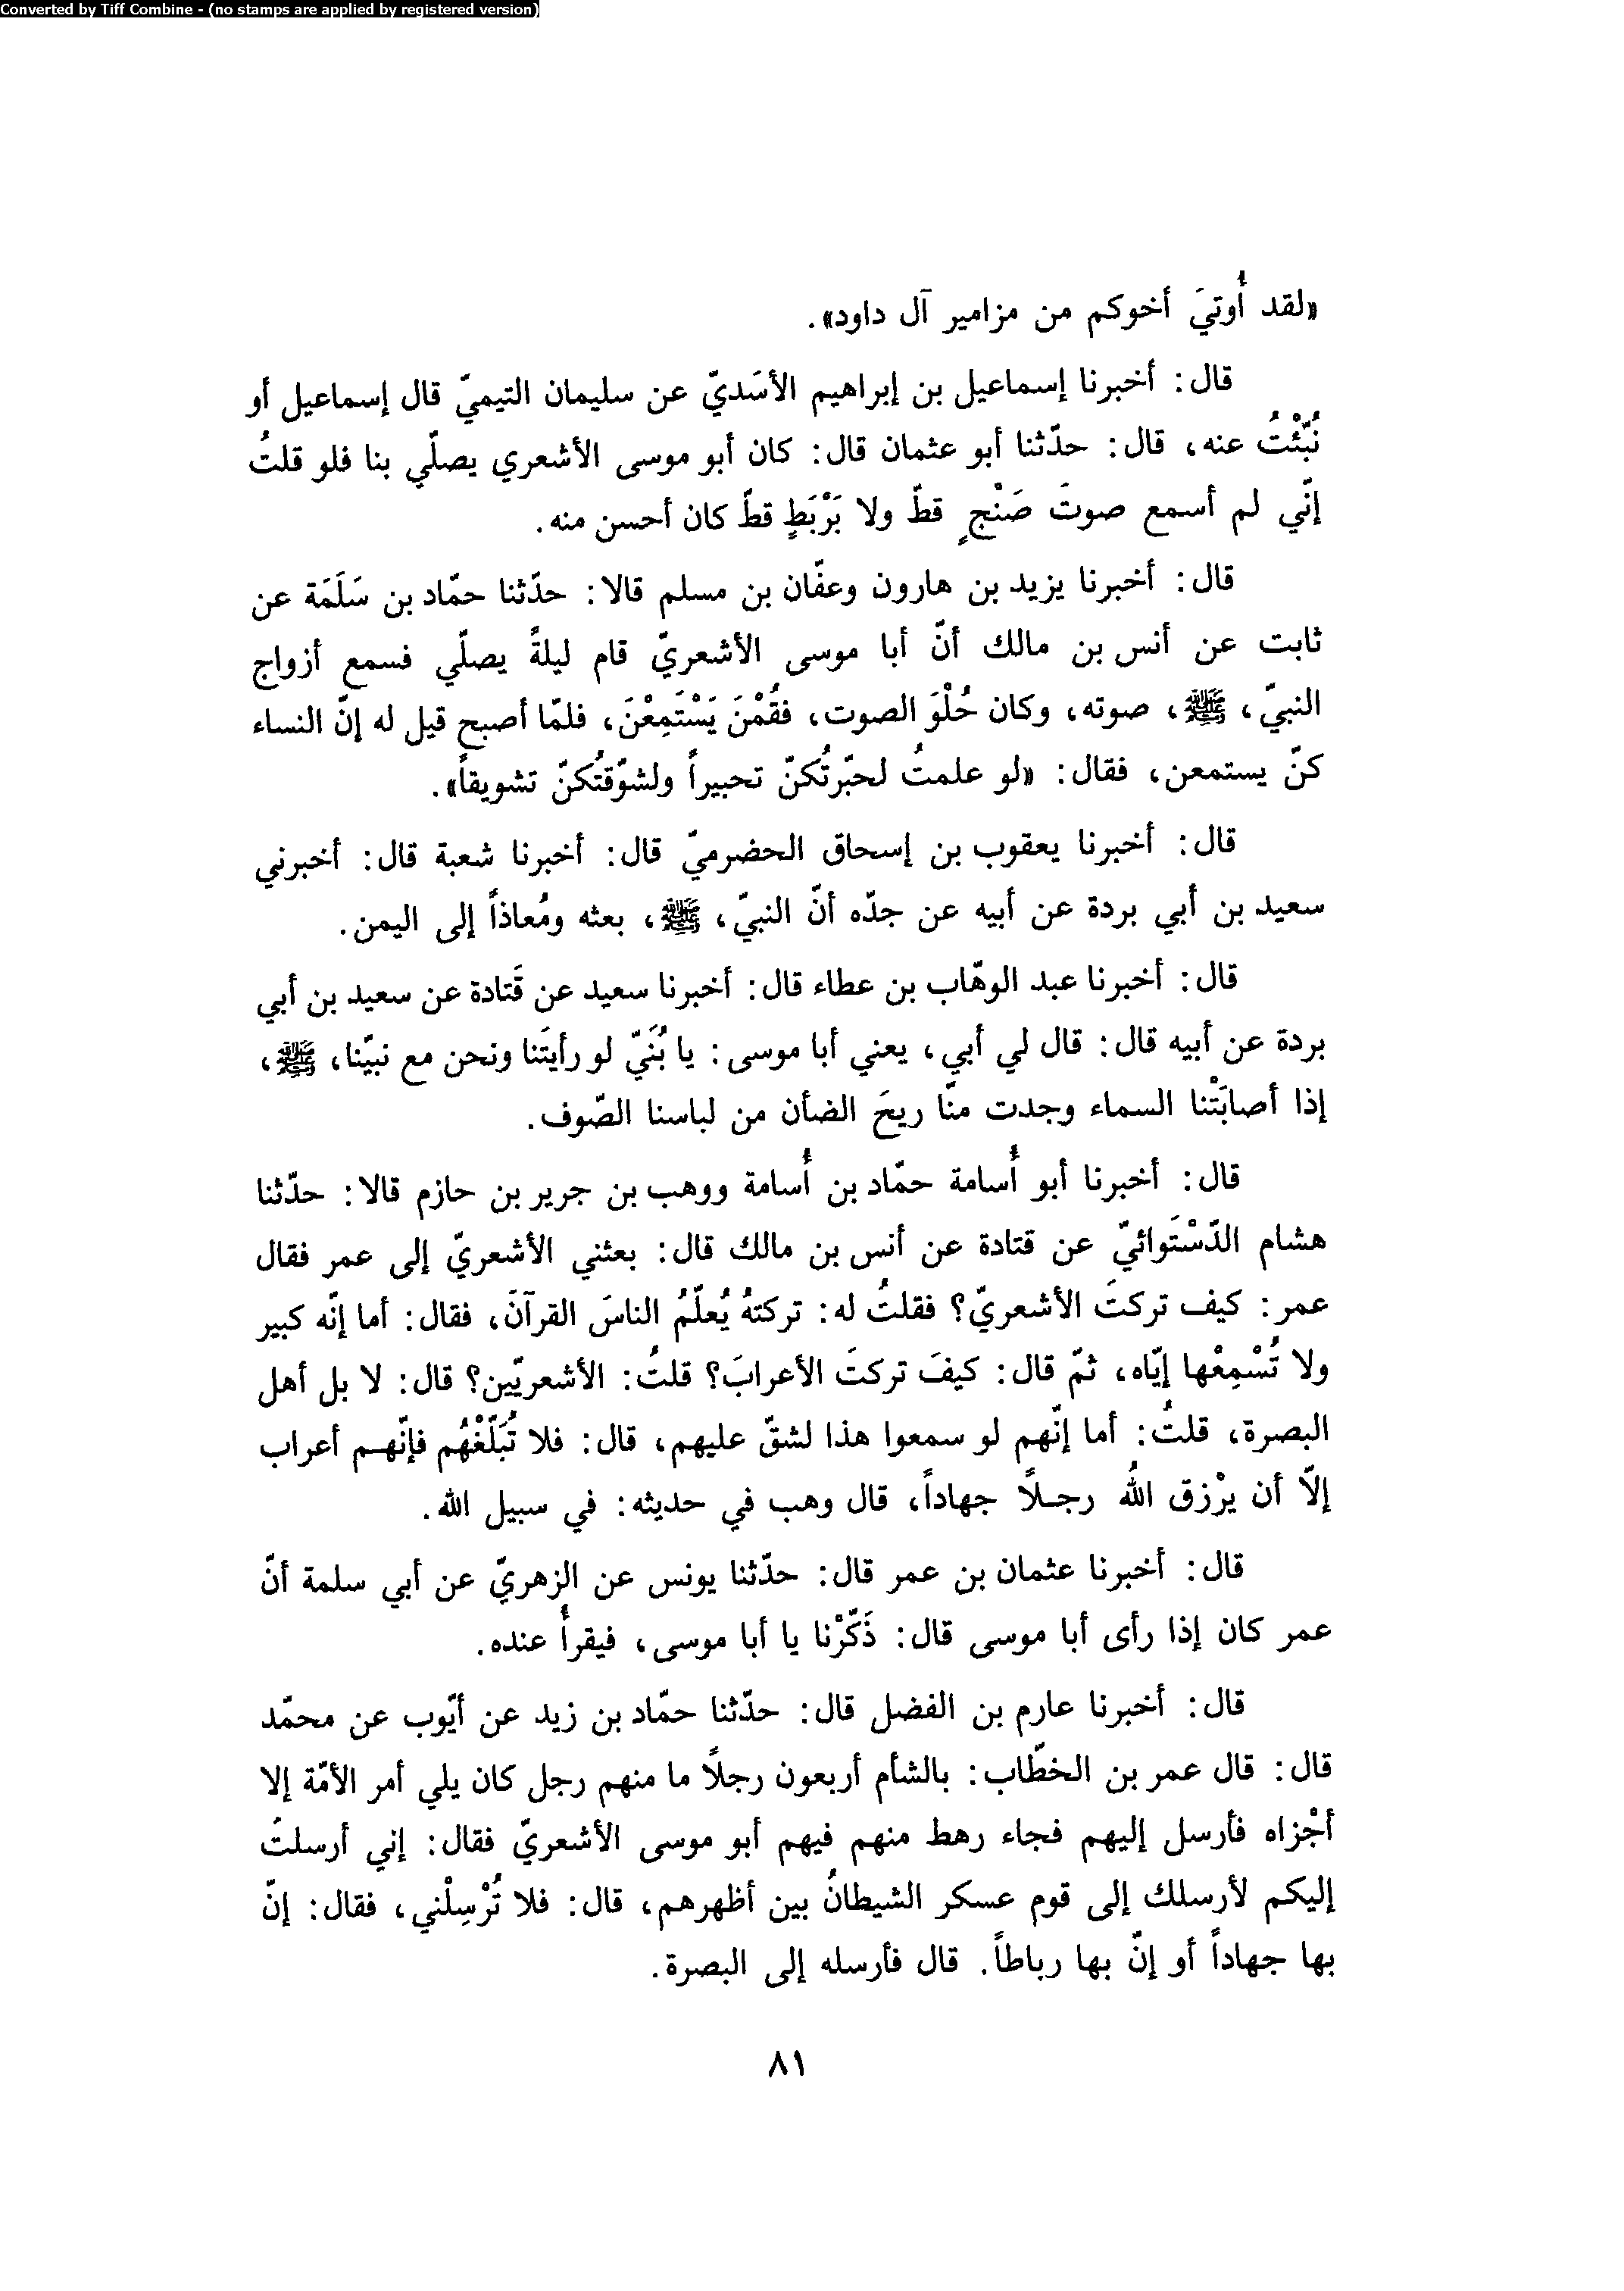 Converted by Tiff Combine - (no stamps are applied by registered version)
«لقد أُوتيَ أخوكم من مزامير آل داود».
قال: أخبرنا إسماعيل بن إبراهيم الأسَديّ عن سليمان التيميّ قال إسماعيل أو
نُبّئْتُ عنه، قال: حدّثنا أبو عثمان قال: كان أبو موسى الأشعري يصلّي بنا فلو قلتُ
إنّي لم أسمع صوتَ صَنْجٍ قطّ ولا بَرْبَطٍ قطّ كان أحسن منه.
قال: أخبرنا يزيد بن هارون وعفّان بن مسلم قالا: حدّثنا حمّاد بن سَلَمَة عن
ثابت عن أنس بن مالك أنّ أبا موسى الأشعريّ قام ليلةً يصلّي فسمع أزواج
النبيّ، ﷺ، صوته، وكان حُلْوَ الصوت، فقُمْنَ يَسْتَمِعْنَ، فلمّا أصبح قيل له إنّ النساء
كنّ يستمعن، فقال: «لو علمتُ لحبّرتُكنّ تحبيراً ولشوّقتُكنّ تشويقاً».
قال: أخبرنا يعقوب بن إسحاق الحضرميّ قال: أخبرنا شعبة قال: أخبرني
سعيد بن أبي بردة عن أبيه عن جدّه أنّ النبيّ، ﷺ، بعثه ومُعاذاً إلى اليمن.
قال: أخبرنا عبد الوهّاب بن عطاء قال: أخبرنا سعيد عن قَتادة عن سعيد بن أبي
بردة عن أبيه قال: قال لي أبي، يعني أبا موسى: يا بُنَيّ لو رأيتَنا ونحن مع نبيّنا، ﷺ،
إذا أصابَتْنا السماء وجدت منّا ريحَ الضأن من لباسنا الصّوف.
قال: أخبرنا أبو أُسامة حمّاد بن أُسامة ووهب بن جرير بن حازم قالا: حدّثنا
هشام الدّسْتَوائيّ عن قتادة عن أنس بن مالك قال: بعثني الأشعريّ إلى عمر فقال
عمر: كيف تركتَ الأشعريّ؟ فقلتُ له: تركتهُ يُعلّمُ الناسَ القرآنَ، فقال: أما إنّه كبير
ولا تُسْمِعْها إيّاه، ثمّ قال: كيفَ تركتَ الأعرابَ؟ قلتُ: الأشعريّين؟ قال: لا بل أهل
البصرة، قلتُ: أما إنّهم لو سمعوا هذا لشقّ عليهم، قال: فلا تُبَلّغْهُم فإنّهم أعراب
إلاّ أن يرْزق اللهُ رجلاً جهاداً، قال وهب في حديثه: في سبيل الله.
قال: أخبرنا عثمان بن عمر قال: حدّثنا يونس عن الزهريّ عن أبي سلمة أنّ
عمر كان إذا رأى أبا موسى قال: ذَكّرْنا يا أبا موسى، فيقرأُ عنده.
قال: أخبرنا عارم بن الفضل قال: حدّثنا حمّاد بن زيد عن أيّوب عن محمّد
قال: قال عمر بن الخطّاب: بالشأم أربعون رجلاً ما منهم رجل كان يلي أمر الأمّة إلا
أجْزاه فأرسل إليهم فجاء رهط منهم فيهم أبو موسى الأشعريّ فقال: إني أرسلتُ
إليكم لأرسلك إلى قوم عسكر الشيطانُ بين أظهرهم، قال: فلا تُرْسِلْني، فقال: إنّ
بها جهاداً أو إنّ بها رباطاً. قال فأرسله إلى البصرة.
٨١